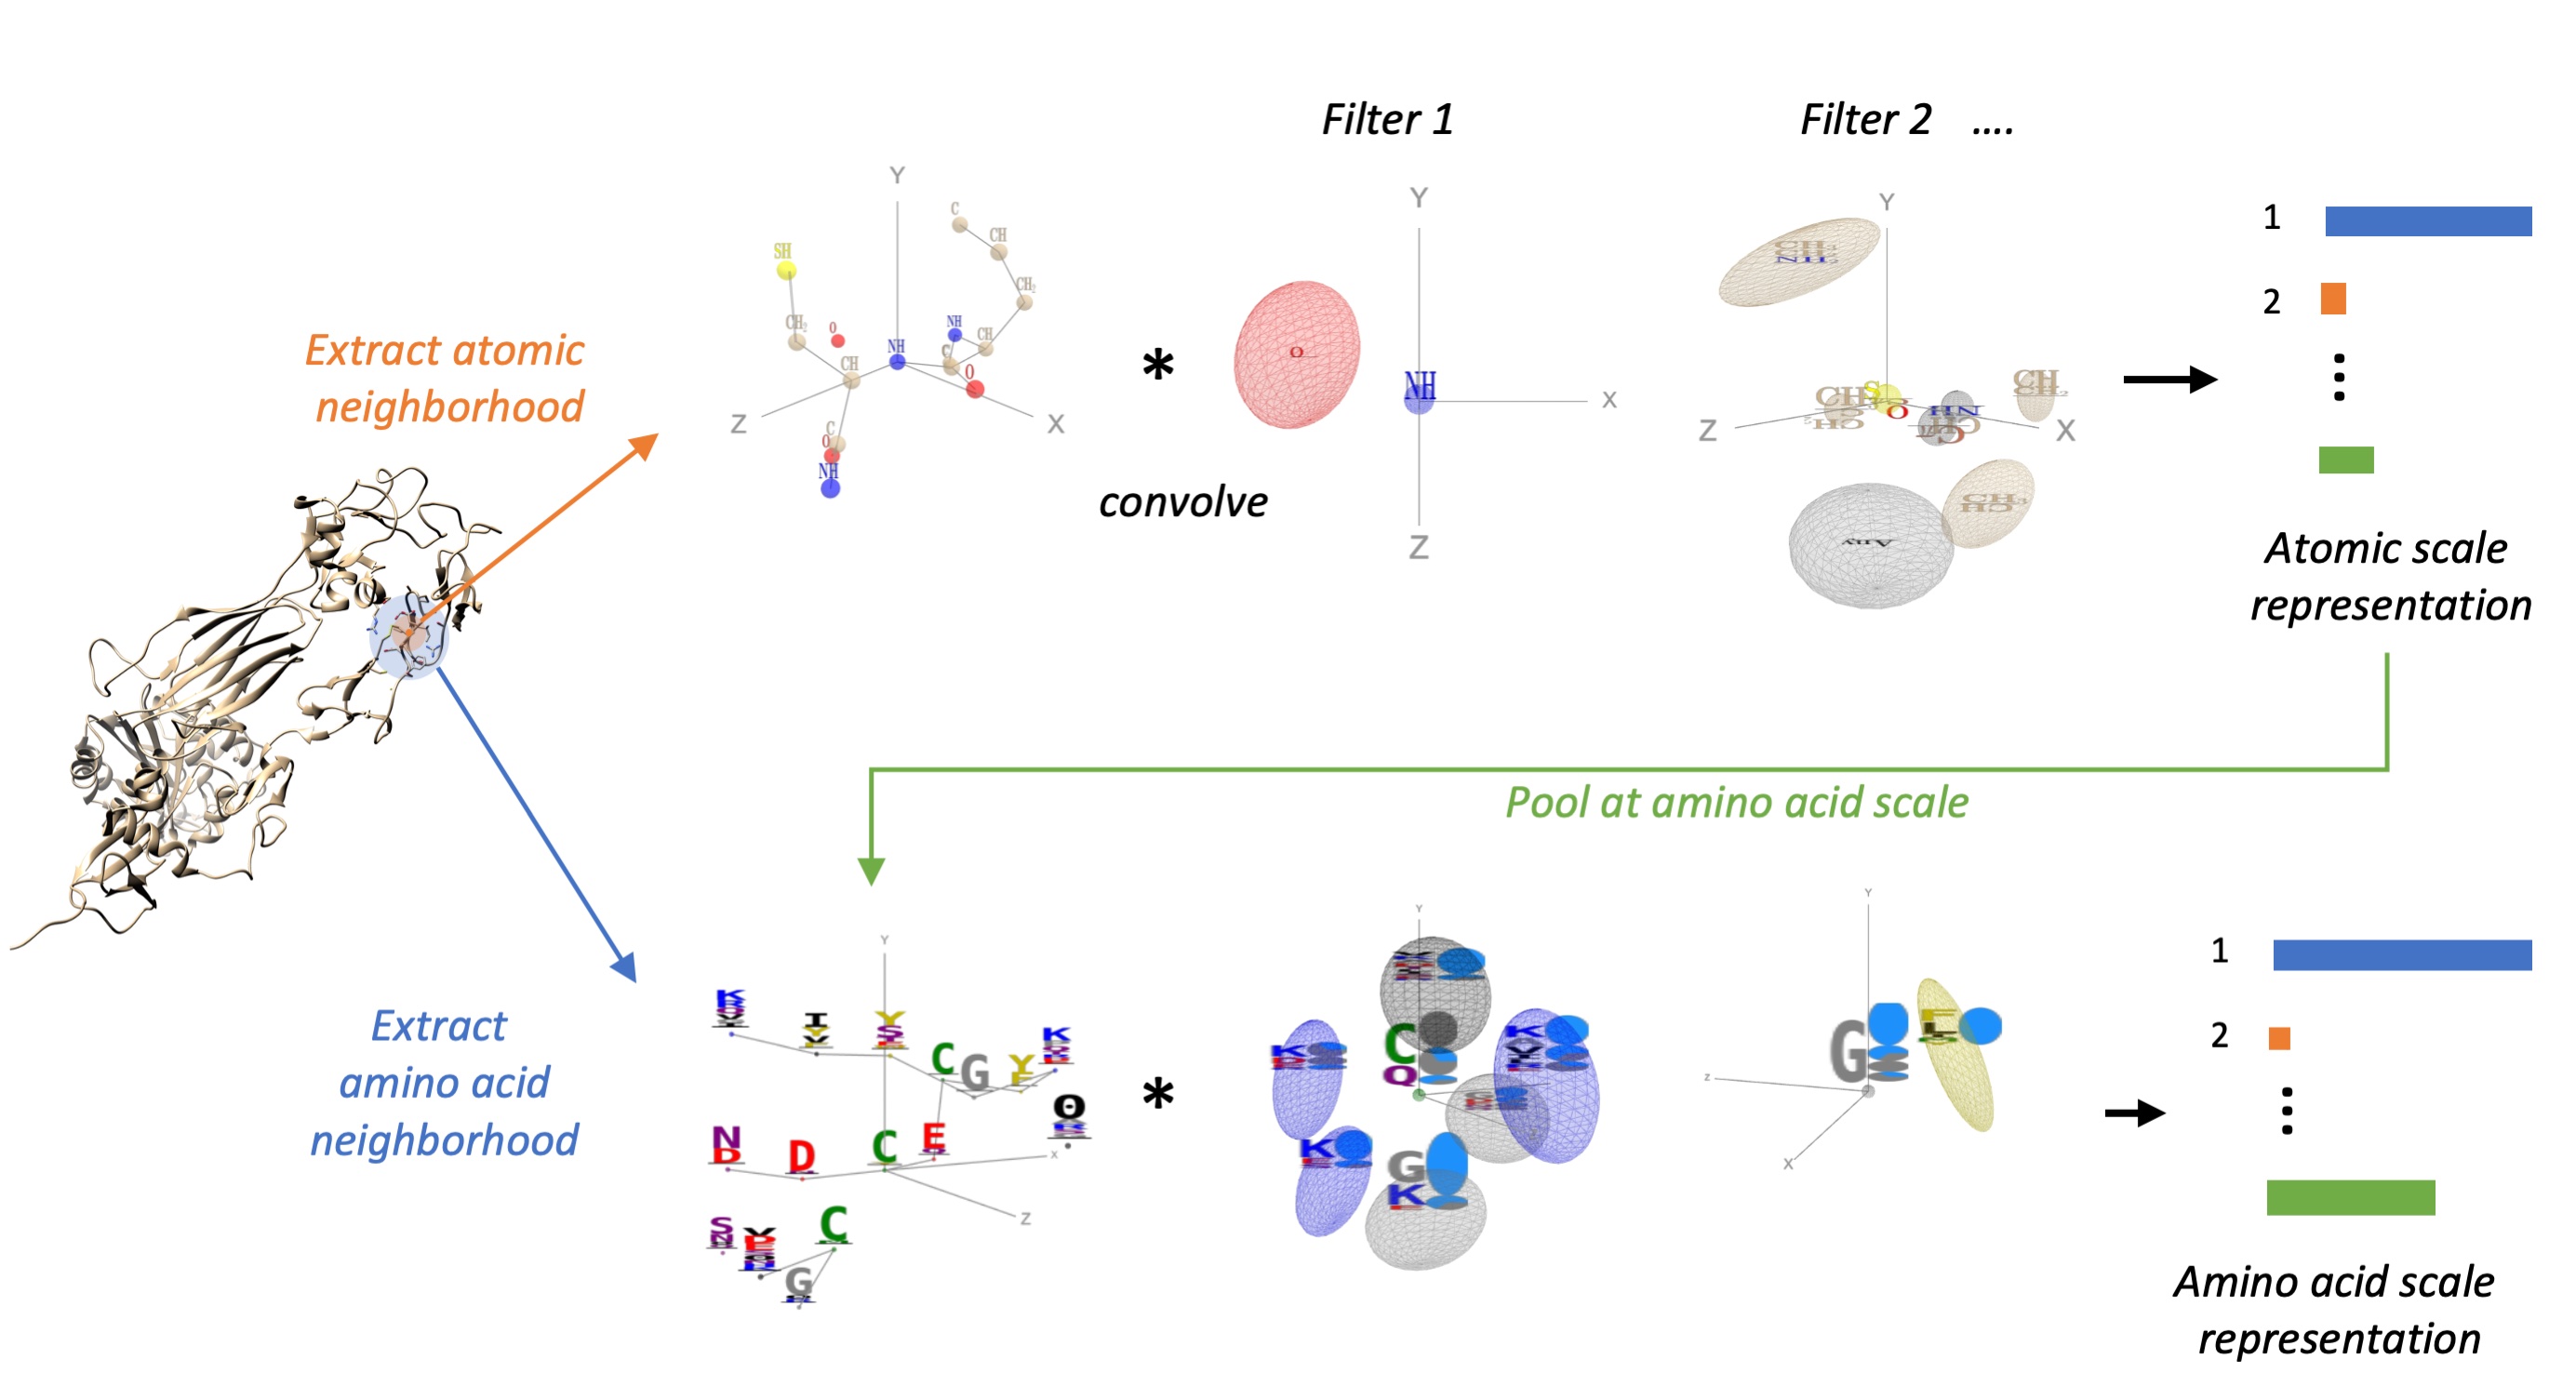 Filter 1
Filter 2 ....
Y
C
CH
SH
CH₂
CH₂
O
NH
NH
CH
CH
C
O
Z
X
C
O
NH
*
convolve
Y
O
NH
X
Z
Y
S
O
Z
X
CH
Any
1
2
Extract atomic
neighborhood
Atomic scale
representation
Pool at amino acid scale
Extract
amino acid
neighborhood
Y
K
I
Y
S
C
G
Y
K
Q
N
D
D
C
E
X
Z
S
C
G
*
Y
K
C
Q
K
K
G
K
Y
G
F
Z
X
1
2
Amino acid scale
representation